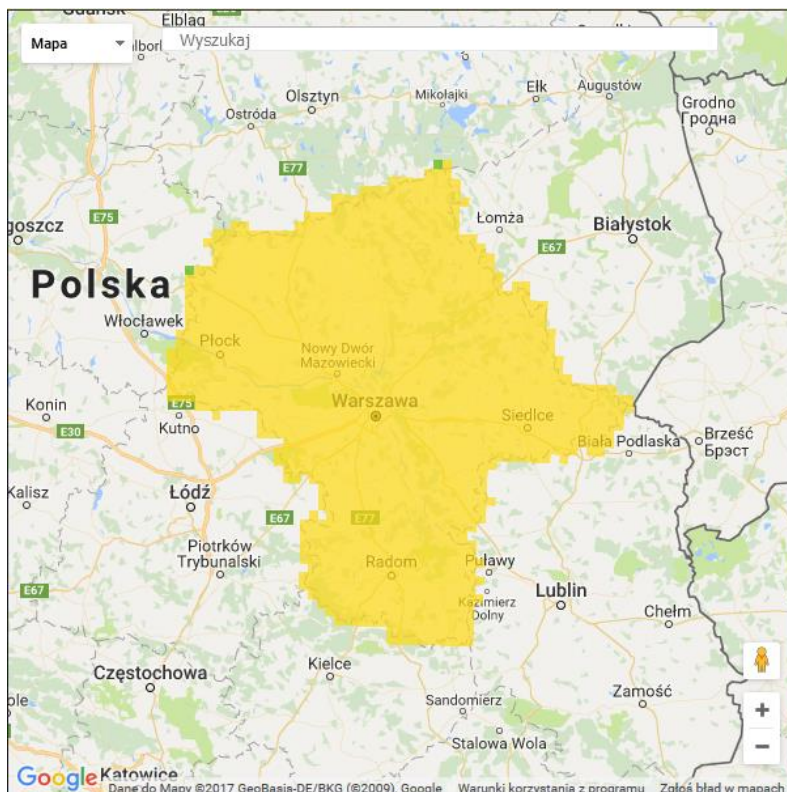 Elbląg
Mapa
Wyszukaj
Olsztyn
Mikołajki
Ełk
Augustów
Ostróda
Grodno
Гродна
E77
E75
Łomża
Białystok
E67
Polska
Włocławek
Płock
Nowy Dwór
Mazowiecki
Warszawa
Konin
E75
Kutno
Siedlce
E30
Biała Podlaska
Brześć
Брэст
Kalisz
Łódź
E67
E77
Piotrków
Trybunalski
Radom
Puławy
E67
Lublin
Kazimierz
Dolny
Chełm
Kielce
Częstochowa
Sandomierz
Zamość
Stalowa Wola
Google
Katowice
Dane do Mapy ©2017 GeoBasis-DE/BKG (©2009), Google
Warunki korzystania z programu
Zgłoś błąd w mapach